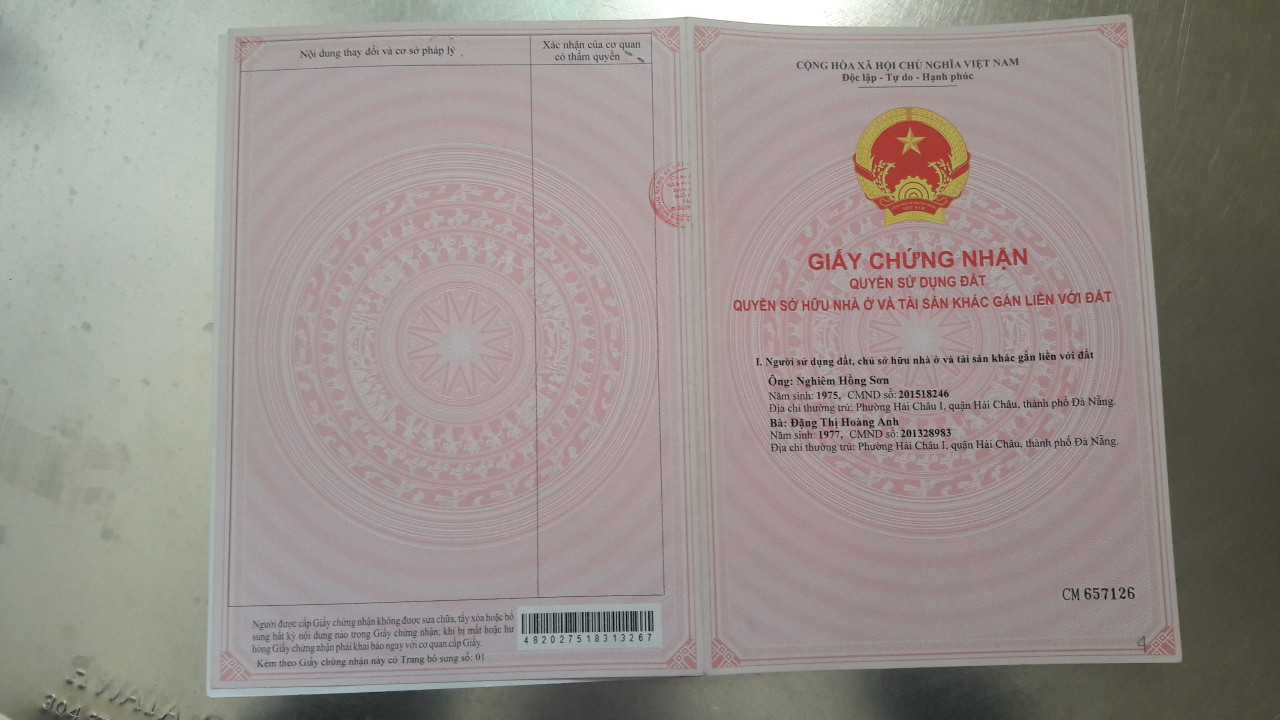 Nội dung thay đổi và cơ sở pháp lý
Xác nhận của cơ quan
có thẩm quyền
Người được cấp Giấy chứng nhận không được sửa chữa, tẩy xóa hoặc bổ
sung bất kỳ nội dung nào trong Giấy chứng nhận; khi bị mất hoặc hư
hỏng Giấy chứng nhận phải khai báo ngay với cơ quan cấp Giấy.
Kèm theo Giấy chứng nhận này có Trang bổ sung số: 01
4820275183132 67
CỘNG HÒA XÃ HỘI CHỦ NGHĨA VIỆT NAM
Độc lập - Tự do - Hạnh phúc
VIỆT NAM
GIẤY CHỨNG NHẬN
QUYỀN SỬ DỤNG ĐẤT
QUYỀN SỞ HỮU NHÀ Ở VÀ TÀI SẢN KHÁC GẮN LIỀN VỚI ĐẤT
I. Người sử dụng đất, chủ sở hữu nhà ở và tài sản khác gắn liền với đất
Ông: Nghiêm Hồng Sơn
Năm sinh: 1975, CMND số: 201518246
Địa chỉ thường trú: Phường Hải Châu I, quận Hải Châu, thành phố Đà Nẵng.
Bà: Đặng Thị Hoàng Anh
Năm sinh: 1977, CMND số: 201328983
Địa chỉ thường trú: Phường Hải Châu I, quận Hải Châu, thành phố Đà Nẵng.
CM 657126